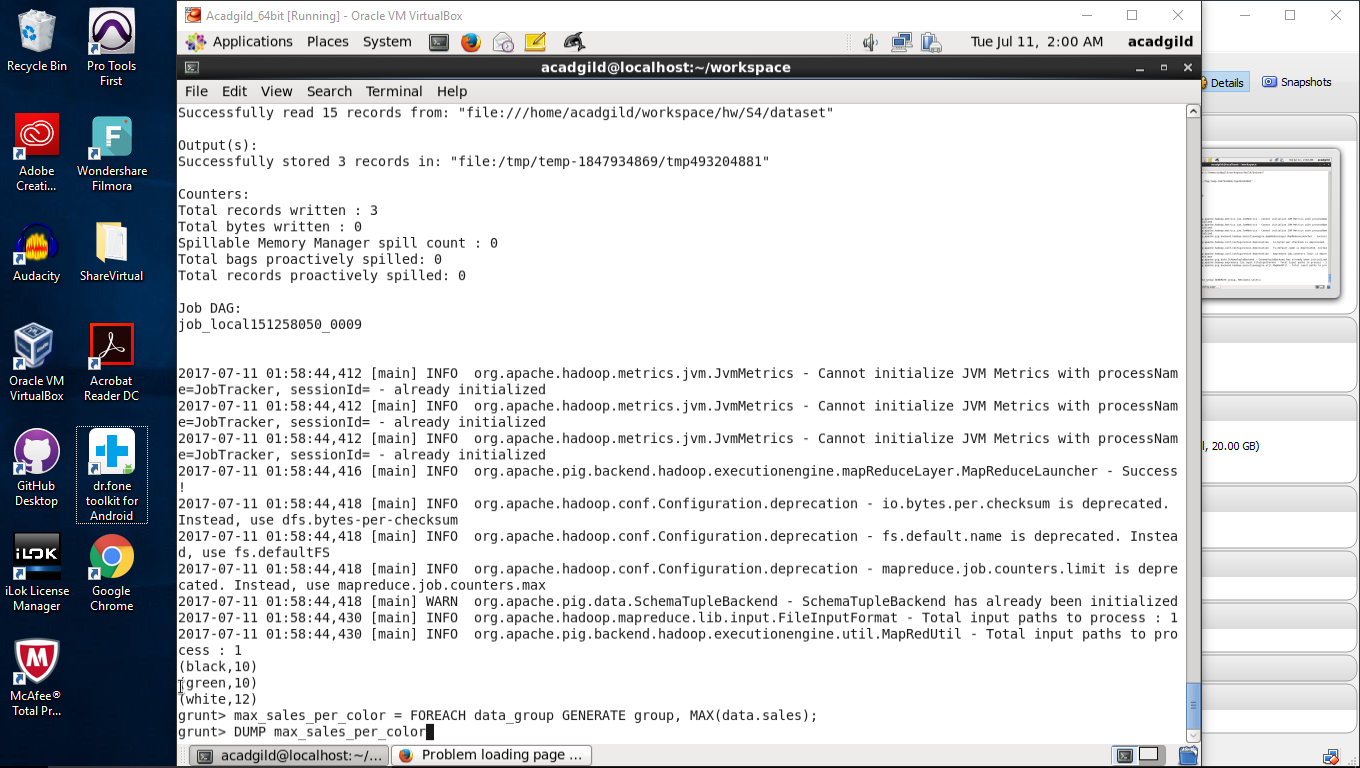 Recycle Bin
Pro Tools
First
Adobe
Creati...
Wondershare
Filmora
Audacity
ShareVirtual
Oracle VM
VirtualBox
Acrobat
Reader DC
GitHub
Desktop
dr.fone
toolkit for
Android
iLOK
iLok License
Manager
Google
Chrome
McAfee®
Total Pr...
Acadgild_64bit [Running] - Oracle VM VirtualBox
Applications Places System
Tue Jul 11, 2:00 AM acadgild
acadgild@localhost:~/workspace
File Edit View Search Terminal Help
Successfully read 15 records from: "file:///home/acadgild/workspace/hw/S4/dataset"
Output(s):
Successfully stored 3 records in: "file:/tmp/temp-1847934869/tmp493204881"
Counters:
Total records written : 3
Total bytes written : 0
Spillable Memory Manager spill count : 0
Total bags proactively spilled: 0
Total records proactively spilled: 0
Job DAG:
job_local151258050_0009
2017-07-11 01:58:44,412 [main] INFO  org.apache.hadoop.metrics.jvm.JvmMetrics - Cannot initialize JVM Metrics with processNam
e=JobTracker, sessionId= - already initialized
2017-07-11 01:58:44,412 [main] INFO  org.apache.hadoop.metrics.jvm.JvmMetrics - Cannot initialize JVM Metrics with processNam
e=JobTracker, sessionId= - already initialized
2017-07-11 01:58:44,412 [main] INFO  org.apache.hadoop.metrics.jvm.JvmMetrics - Cannot initialize JVM Metrics with processNam
e=JobTracker, sessionId= - already initialized
2017-07-11 01:58:44,416 [main] INFO  org.apache.pig.backend.hadoop.executionengine.mapReduceLayer.MapReduceLauncher - Success
!
2017-07-11 01:58:44,418 [main] INFO  org.apache.hadoop.conf.Configuration.deprecation - io.bytes.per.checksum is deprecated.
Instead, use dfs.bytes-per-checksum
2017-07-11 01:58:44,418 [main] INFO  org.apache.hadoop.conf.Configuration.deprecation - fs.default.name is deprecated. Instea
d, use fs.defaultFS
2017-07-11 01:58:44,418 [main] INFO  org.apache.hadoop.conf.Configuration.deprecation - mapreduce.job.counters.limit is depre
cated. Instead, use mapreduce.job.counters.max
2017-07-11 01:58:44,418 [main] WARN  org.apache.pig.data.SchemaTupleBackend - SchemaTupleBackend has already been initialized
2017-07-11 01:58:44,430 [main] INFO  org.apache.hadoop.mapreduce.lib.input.FileInputFormat - Total input paths to process : 1
2017-07-11 01:58:44,430 [main] INFO  org.apache.pig.backend.hadoop.executionengine.util.MapRedUtil - Total input paths to pro
cess : 1
(black,10)
(green,10)
(white,12)
grunt> max_sales_per_color = FOREACH data_group GENERATE group, MAX(data.sales);
grunt> DUMP max_sales_per_color
acadgild@localhost:~/...
Problem loading page ...
Details
Snapshots
l, 20.00 GB)